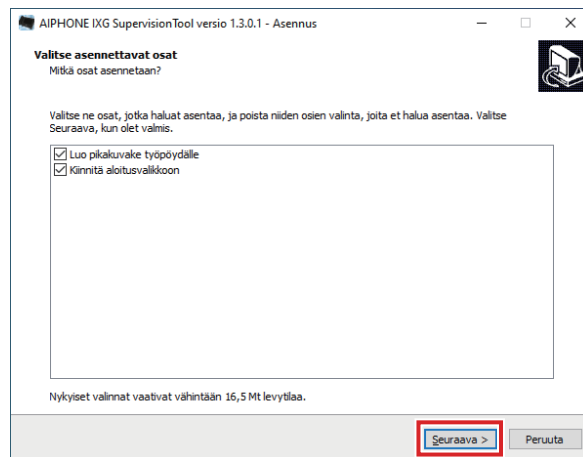 AIPHONE IXG SupervisionTool versio 1.3.0.1 - Asennus
Valitse asennettavat osat
Mitkä osat asennetaan?
Valitse ne osat, jotka haluat asentaa, ja poista niiden osien valinta, joita et halua asentaa. Valitse
Seuraava, kun olet valmis.
Luo pikakuvake työpöydälle
Kiinnitä aloitusvalikkoon
Nykyiset valinnat vaativat vähintään 16,5 Mt levytilaa.
Seuraava > Peruuta